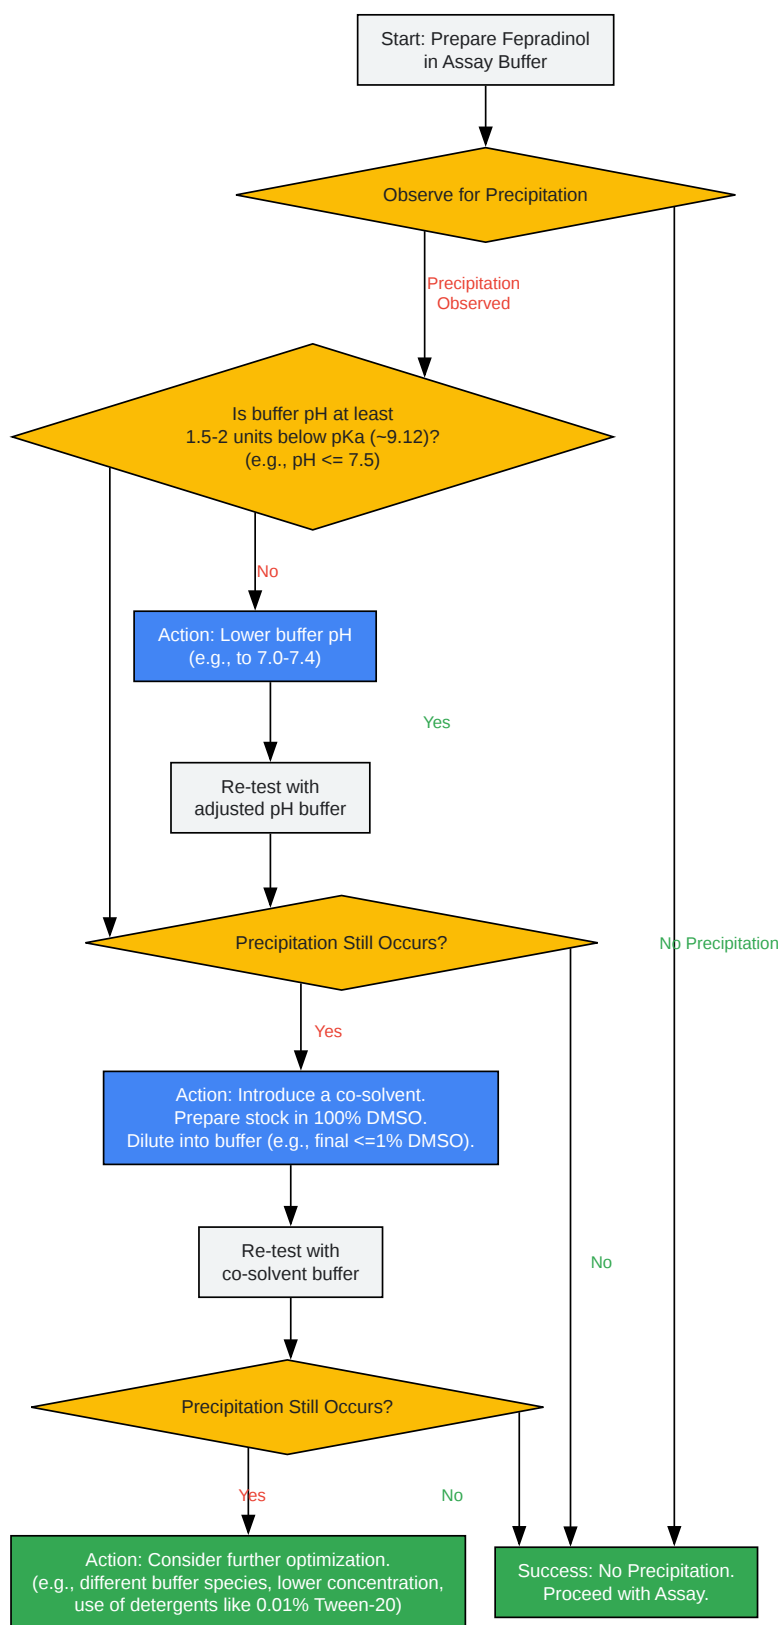 Start: Prepare Fepradinol
in Assay Buffer
Observe for Precipitation
Precipitation
Observed
Is buffer pH at least
1.5-2 units below pKa (~9.12)?
(e.g., pH <= 7.5)
No
Action: Lower buffer pH
(e.g., to 7.0-7.4)
Yes
Re-test with
adjusted pH buffer
Precipitation Still Occurs?
No Precipitation
Yes
Action: Introduce a co-solvent.
Prepare stock in 100% DMSO.
Dilute into buffer (e.g., final <=1% DMSO).
Re-test with
co-solvent buffer
No
Precipitation Still Occurs?
Yes
No
Action: Consider further optimization.
(e.g., different buffer species, lower concentration,
use of detergents like 0.01% Tween-20)
Success: No Precipitation.
Proceed with Assay.